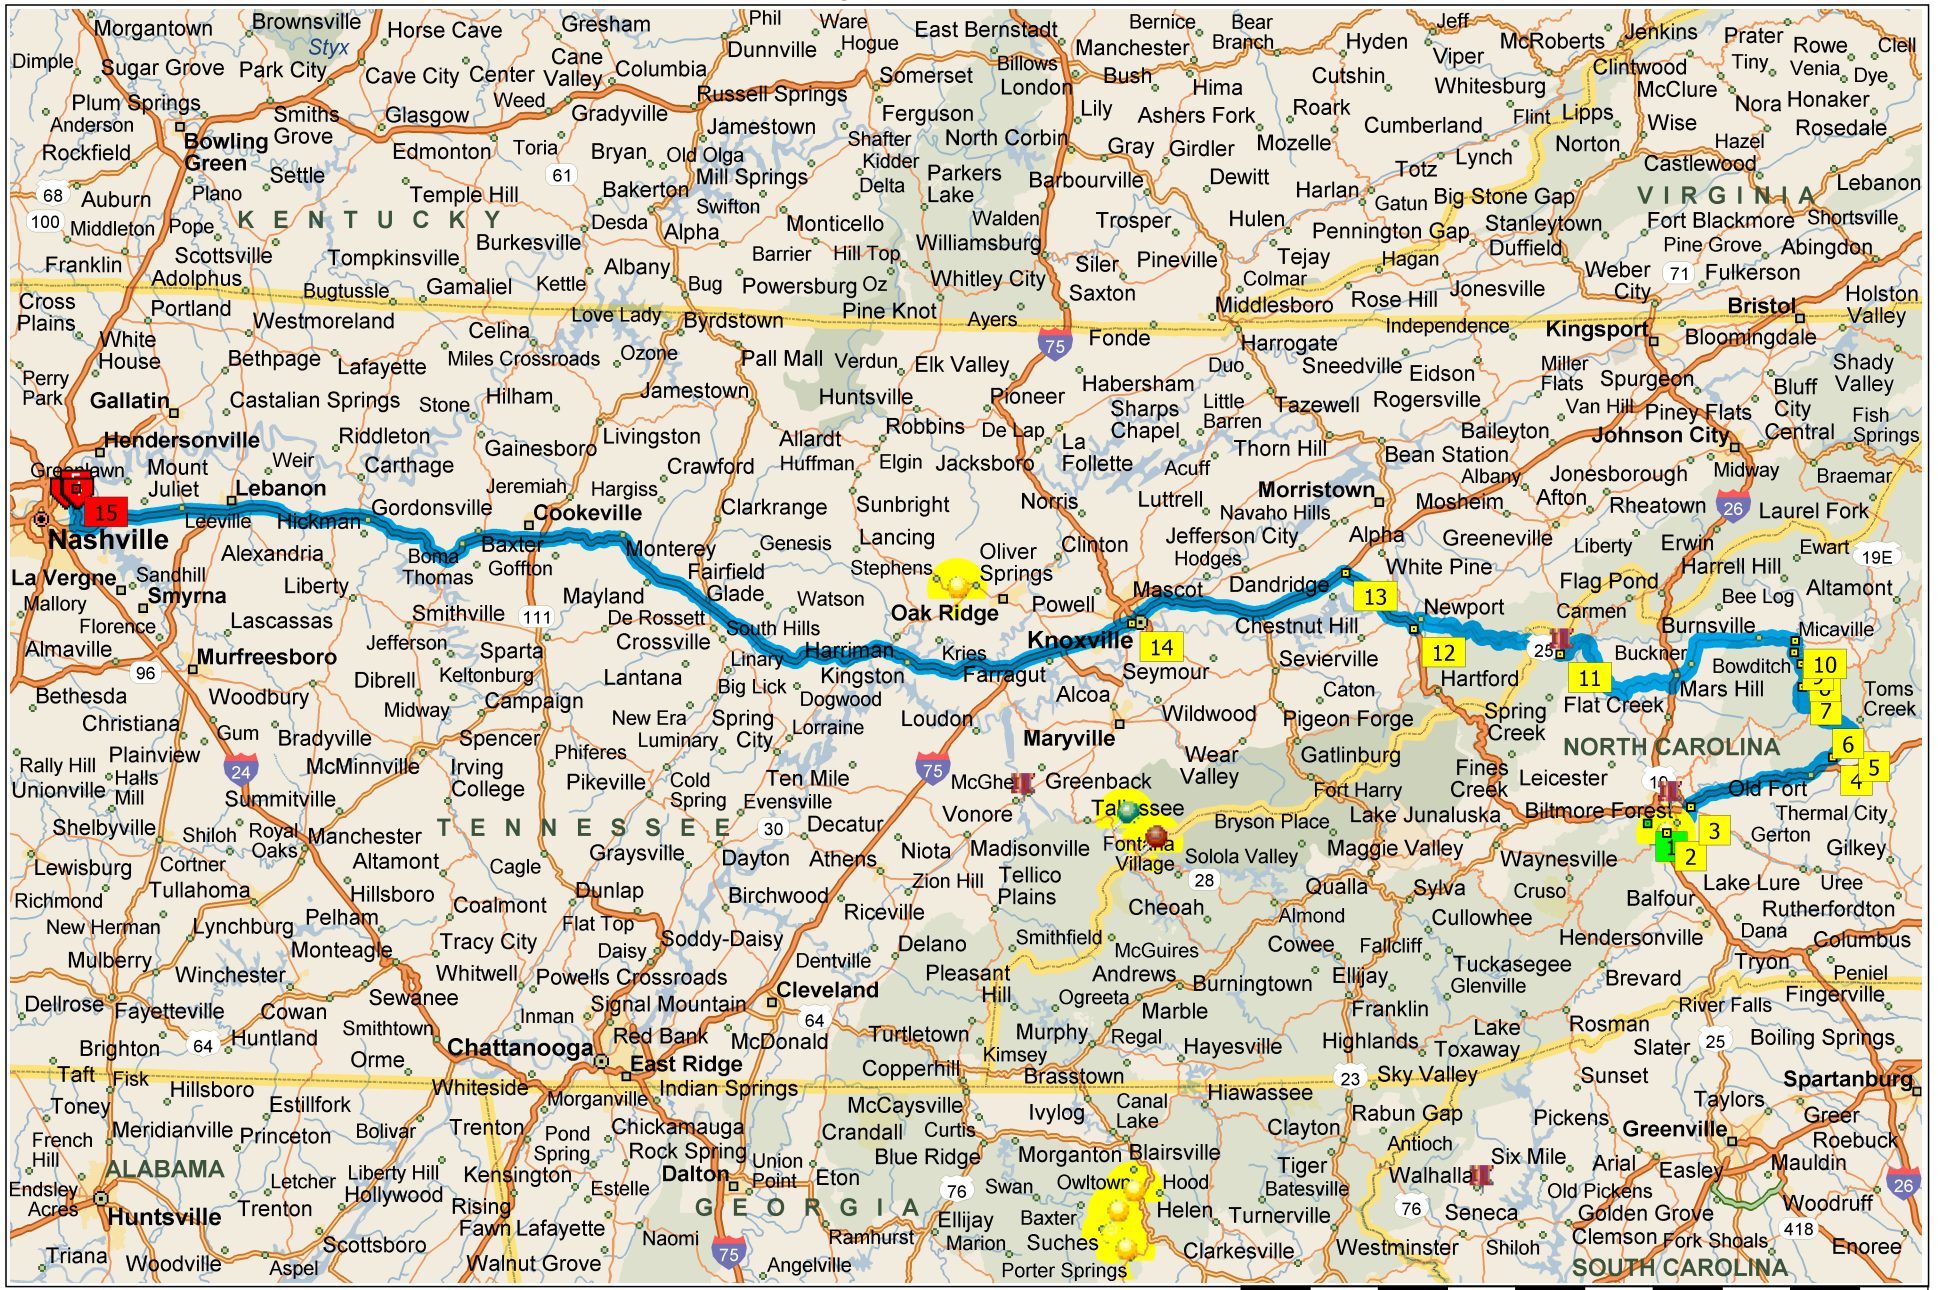 Morgantown
Brownsville
Styx
Horse Cave
Gresham
Phil
Ware
East Bernstadt
Bernice
Bear
Branch
Jeff
McRoberts
Jenkins
Prater
Rowe
Clell
Dimple
Sugar Grove
Park City
Cave City
Center
Cane
Valley
Columbia
Dunnville
Hogue
Somerset
Billows
London
Manchester
Bush
Hima
Hyden
Cutshin
Viper
Whitesburg
Clintwood
McClure
Tiny
Venia
Dye
Plum Springs
Anderson
Smiths
Grove
Glasgow
Weed
Gradyville
Russell Springs
Jamestown
Ferguson
Lily
Ashers Fork
Roark
Cumberland
Flint
Lipps
Wise
Nora
Honaker
Rosedale
Rockfield
Bowling
Green
Edmonton
Toria
Bryan
Old Olga
Mill Springs
Shafter
Kidder
Delta
North Corbin
Gray
Girdler
Mozelle
Lynch
Norton
Hazel
Castlewood
Lebanon
68
Auburn
Plano
Settle
Temple Hill
61
Bakerton
Swifton
Parkers
Lake
Barbourville
Dewitt
Harlan
Totz
Gatun
Big Stone Gap
VIRGINIA
100
Middleton
Pope
KENTUCKY
Desda
Alpha
Monticello
Walden
Trosper
Hulen
Pennington Gap
Stanleytown
Duffield
Fort Blackmore
Shortsville
Franklin
Scottsville
Adolphus
Tompkinsville
Burkesville
Albany
Barrier
Hill Top
Williamsburg
Siler
Pineville
Tejay
Colmar
Hagan
Pine Grove
Abingdon
Cross
Plains
Portland
Bugtussle
Gamaliel
Kettle
Bug
Powersburg
Oz
Whitley City
Saxton
Middlesboro
Rose Hill
Jonesville
Weber
City
71
Fulkerson
Holston
Valley
White
House
Westmoreland
Celina
Love Lady
Byrdstown
Pine Knot
Ayers
75
Fonde
Harrogate
Independence
Kingsport
Bristol
Bloomingdale
Perry
Park
Bethpage
Lafayette
Miles Crossroads
Ozone
Pall Mall
Verdun
Elk Valley
Habersham
Duo
Sneedville
Eidson
Rogersville
Miller
Flats
Spurgeon
Shady
Valley
Gallatin
Castalian Springs
Stone
Hilham
Jamestown
Huntsville
Pioneer
Sharps
Chapel
Little
Barren
Tazewell
Van Hill
Piney Flats
Bluff
City
Fish
Springs
Hendersonville
Riddleton
Gainesboro
Livingston
Allardt
Robbins
De Lap
La
Follette
Thorn Hill
Baileyton
Johnson City
Central
Greenlawn
Mount
Juliet
Weir
Carthage
Crawford
Huffman
Elgin
Jacksboro
Acuff
Bean Station
Albany
Jonesborough
Midway
Braemar
15
Lebanon
Gordonsville
Jeremiah
Hargiss
Clarkrange
Sunbright
Norris
Luttrell
Morristown
Mosheim
Afton
Rheatown
26
Laurel Fork
Nashville
Leeville
Hickman
Cookeville
Navaho Hills
Jefferson City
Alexandria
Boma
Thomas
Baxter
Goffton
Monterey
Genesis
Lancing
Oliver
Springs
Clinton
Hodges
Alpha
Greeneville
Liberty
Erwin
Ewart
19E
La Vergne
Sandhill
Smyrna
Liberty
Fairfield
Glade
Stephens
Mascot
Dandridge
White Pine
Flag Pond
Harrell Hill
Altamont
Mallory
Florence
Lascassas
Smithville
111
Mayland
De Rossett
Watson
Oak Ridge
Powell
13
Newport
Carmen
Bee Log
Almaville
Murfreesboro
Jefferson
Sparta
Crossville
South Hills
Harriman
Kries
Knoxville
14
Chestnut Hill
12
25
Burnsville
Micaville
96
Keltonburg
Linary
Kingston
Farragut
Seymour
Sevierville
Hartford
11
Buckner
Bowditch
10
Bethesda
Woodbury
Dibrell
Midway
Campaign
Lantana
Big Lick
Dogwood
Alcoa
Caton
Flat Creek
Mars Hill
8
7
Toms
Creek
Christiana
Gum
Bradyville
Spencer
New Era
Luminary
Spring
City
Lorraine
Loudon
Maryville
Wildwood
Pigeon Forge
Spring
Creek
NORTH CAROLINA
6
Rally Hill
Plainview
24
McMinnville
Irving
College
Phiferes
Pikeville
Cold
Spring
Ten Mile
75
McGhe
Greenback
Wear
Valley
Gatlinburg
Fines
Creek
Leicester
5
4
Unionville
Halls
Mill
Summitville
Evensville
Vonore
Fort Harry
Old Fort
Shelbyville
Shiloh
Royal
Oaks
Manchester
TENNESSEE
30
Decatur
Bryson Place
Lake Junaluska
Biltmore Forest
Thermal City
3
Lewisburg
Cortner
Altamont
Cagle
Graysville
Dayton
Athens
Niota
Madisonville
Fontana
Village
Solola Valley
Maggie Valley
Waynesville
1
2
Gerton
Gilkey
Richmond
Tullahoma
Hillsboro
Dunlap
Birchwood
Zion Hill
Tellico
Plains
28
Qualla
Sylva
Cruso
Lake Lure
Uree
New Herman
Lynchburg
Pelham
Coalmont
Flat Top
Riceville
Cheoah
Almond
Cullowhee
Balfour
Rutherfordton
Mulberry
Monteagle
Tracy City
Daisy
Soddy-Daisy
Delano
Smithfield
McGuires
Cowee
Fallcliff
Hendersonville
Dana
Columbus
Winchester
Whitwell
Powells Crossroads
Dentville
Pleasant
Hill
Andrews
Burningtown
Ellijay
Tuckasegee
Glenville
Brevard
Tryon
Peniel
Dellrose
Fayetteville
Cowan
Sewanee
Signal Mountain
Cleveland
Ogreeta
Marble
Franklin
River Falls
Fingerville
64
Huntland
Smithtown
Inman
Red Bank
McDonald
64
Turtletown
Murphy
Regal
Hayesville
Highlands
Lake
Toxaway
Rosman
Slater
25
Boiling Springs
Brighton
Orme
Chattanooga
East Ridge
Kimsey
Taft
Fisk
Hillsboro
Whiteside
Indian Springs
Copperhill
Brasstown
Hiawassee
23
Sky Valley
Sunset
Spartanburg
Toney
Estillfork
Morganville
McCaysville
Ivylog
Canal
Lake
Rabun Gap
Pickens
Taylors
Greer
French
Hill
Meridianville
Princeton
Bolivar
Trenton
Pond
Spring
Chickamauga
Crandall
Curtis
Clayton
Antioch
Greenville
Roebuck
ALABAMA
Liberty Hill
Kensington
Rock Spring
Dalton
Union
Point
Blue Ridge
Morganton
Blairsville
Tiger
Walhalla
Six Mile
Arial
Easley
Mauldin
Endsley
Acres
Letcher
Hollywood
Rising
Fawn
Estelle
Eton
76
Swan
Owltown
Hood
Batesville
76
Old Pickens
Woodruff
26
Huntsville
Trenton
Lafayette
GEORGIA
Ellijay
Baxter
Helen
Turnerville
Seneca
Golden Grove
418
Triana
Woodville
Scottsboro
Aspel
Walnut Grove
Naomi
75
Ramhurst
Angelville
Marion
Suches
Porter Springs
Clarkesville
Westminster
Shiloh
Clemson
Fork Shoals
Enoree
SOUTH CAROLINA